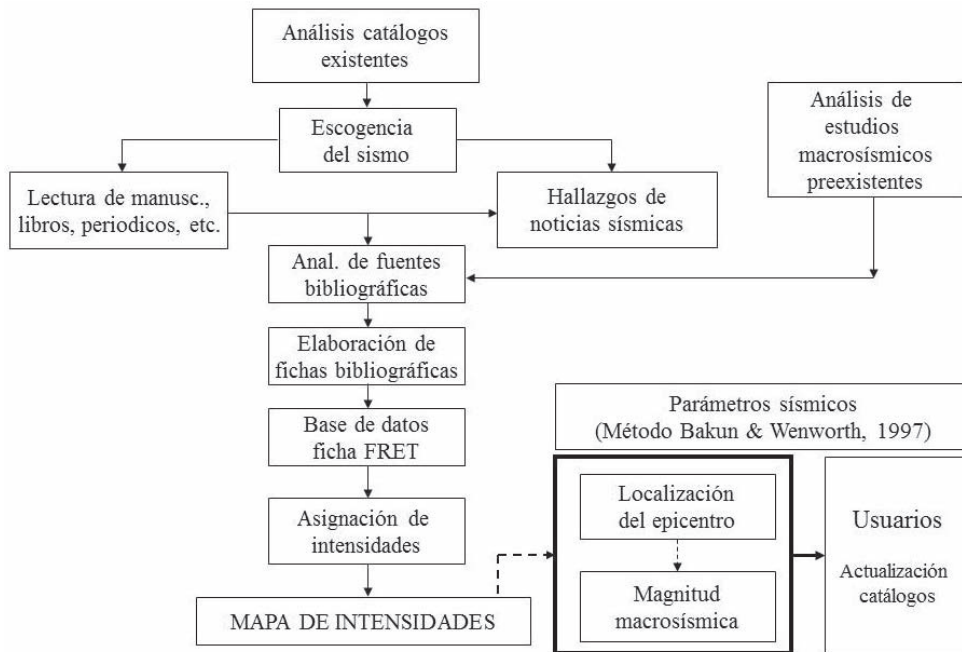 Análisis catálogos
existentes
Escogencia
del sismo
Análisis de
estudios
macrosísmicos
preexistentes
Lectura de manusc.,
libros, periodicos, etc.
Hallazgos de
noticias sísmicas
Anal. de fuentes
bibliográficas
Elaboración de
fichas bibliográficas
Base de datos
ficha FRET
Asignación de
intensidades
MAPA DE INTENSIDADES
Parámetros sísmicos
(Método Bakun & Wenworth, 1997)
Localización
del epicentro
Magnitud
macrosísmica
Usuarios
Actualización
catálogos